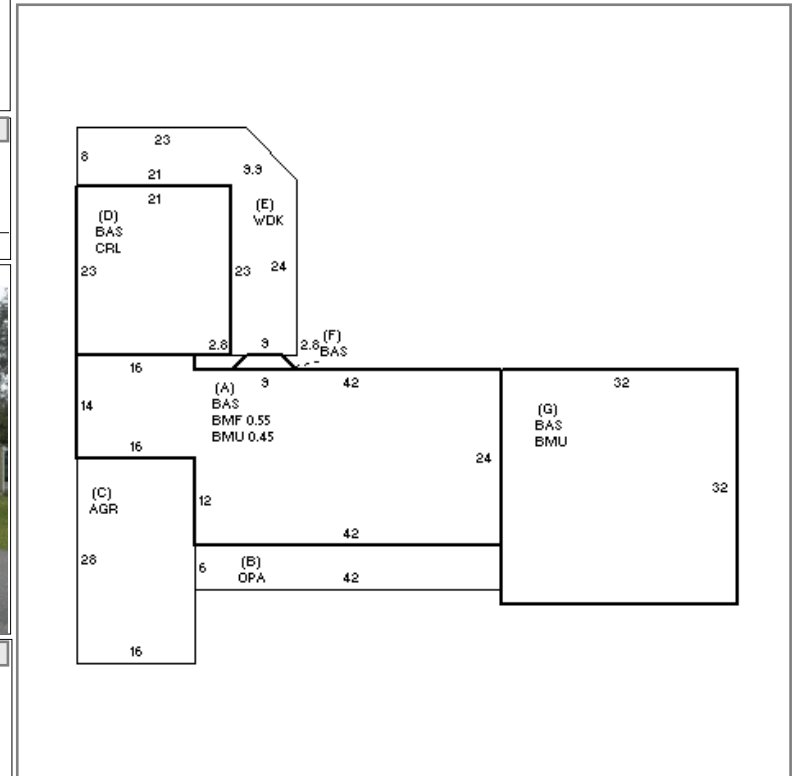 23
8
9.9
21
21
(E)
WDK
(D)
BAS
CRL
23
23
24
2.8
9
2.8
(F)
BAS
16
9
42
32
(A)
BAS
BMF 0.55
BMU 0.45
14
(G)
BAS
BMU
16
24
32
(C)
AGR
12
42
28
6
(B)
OPA
42
16